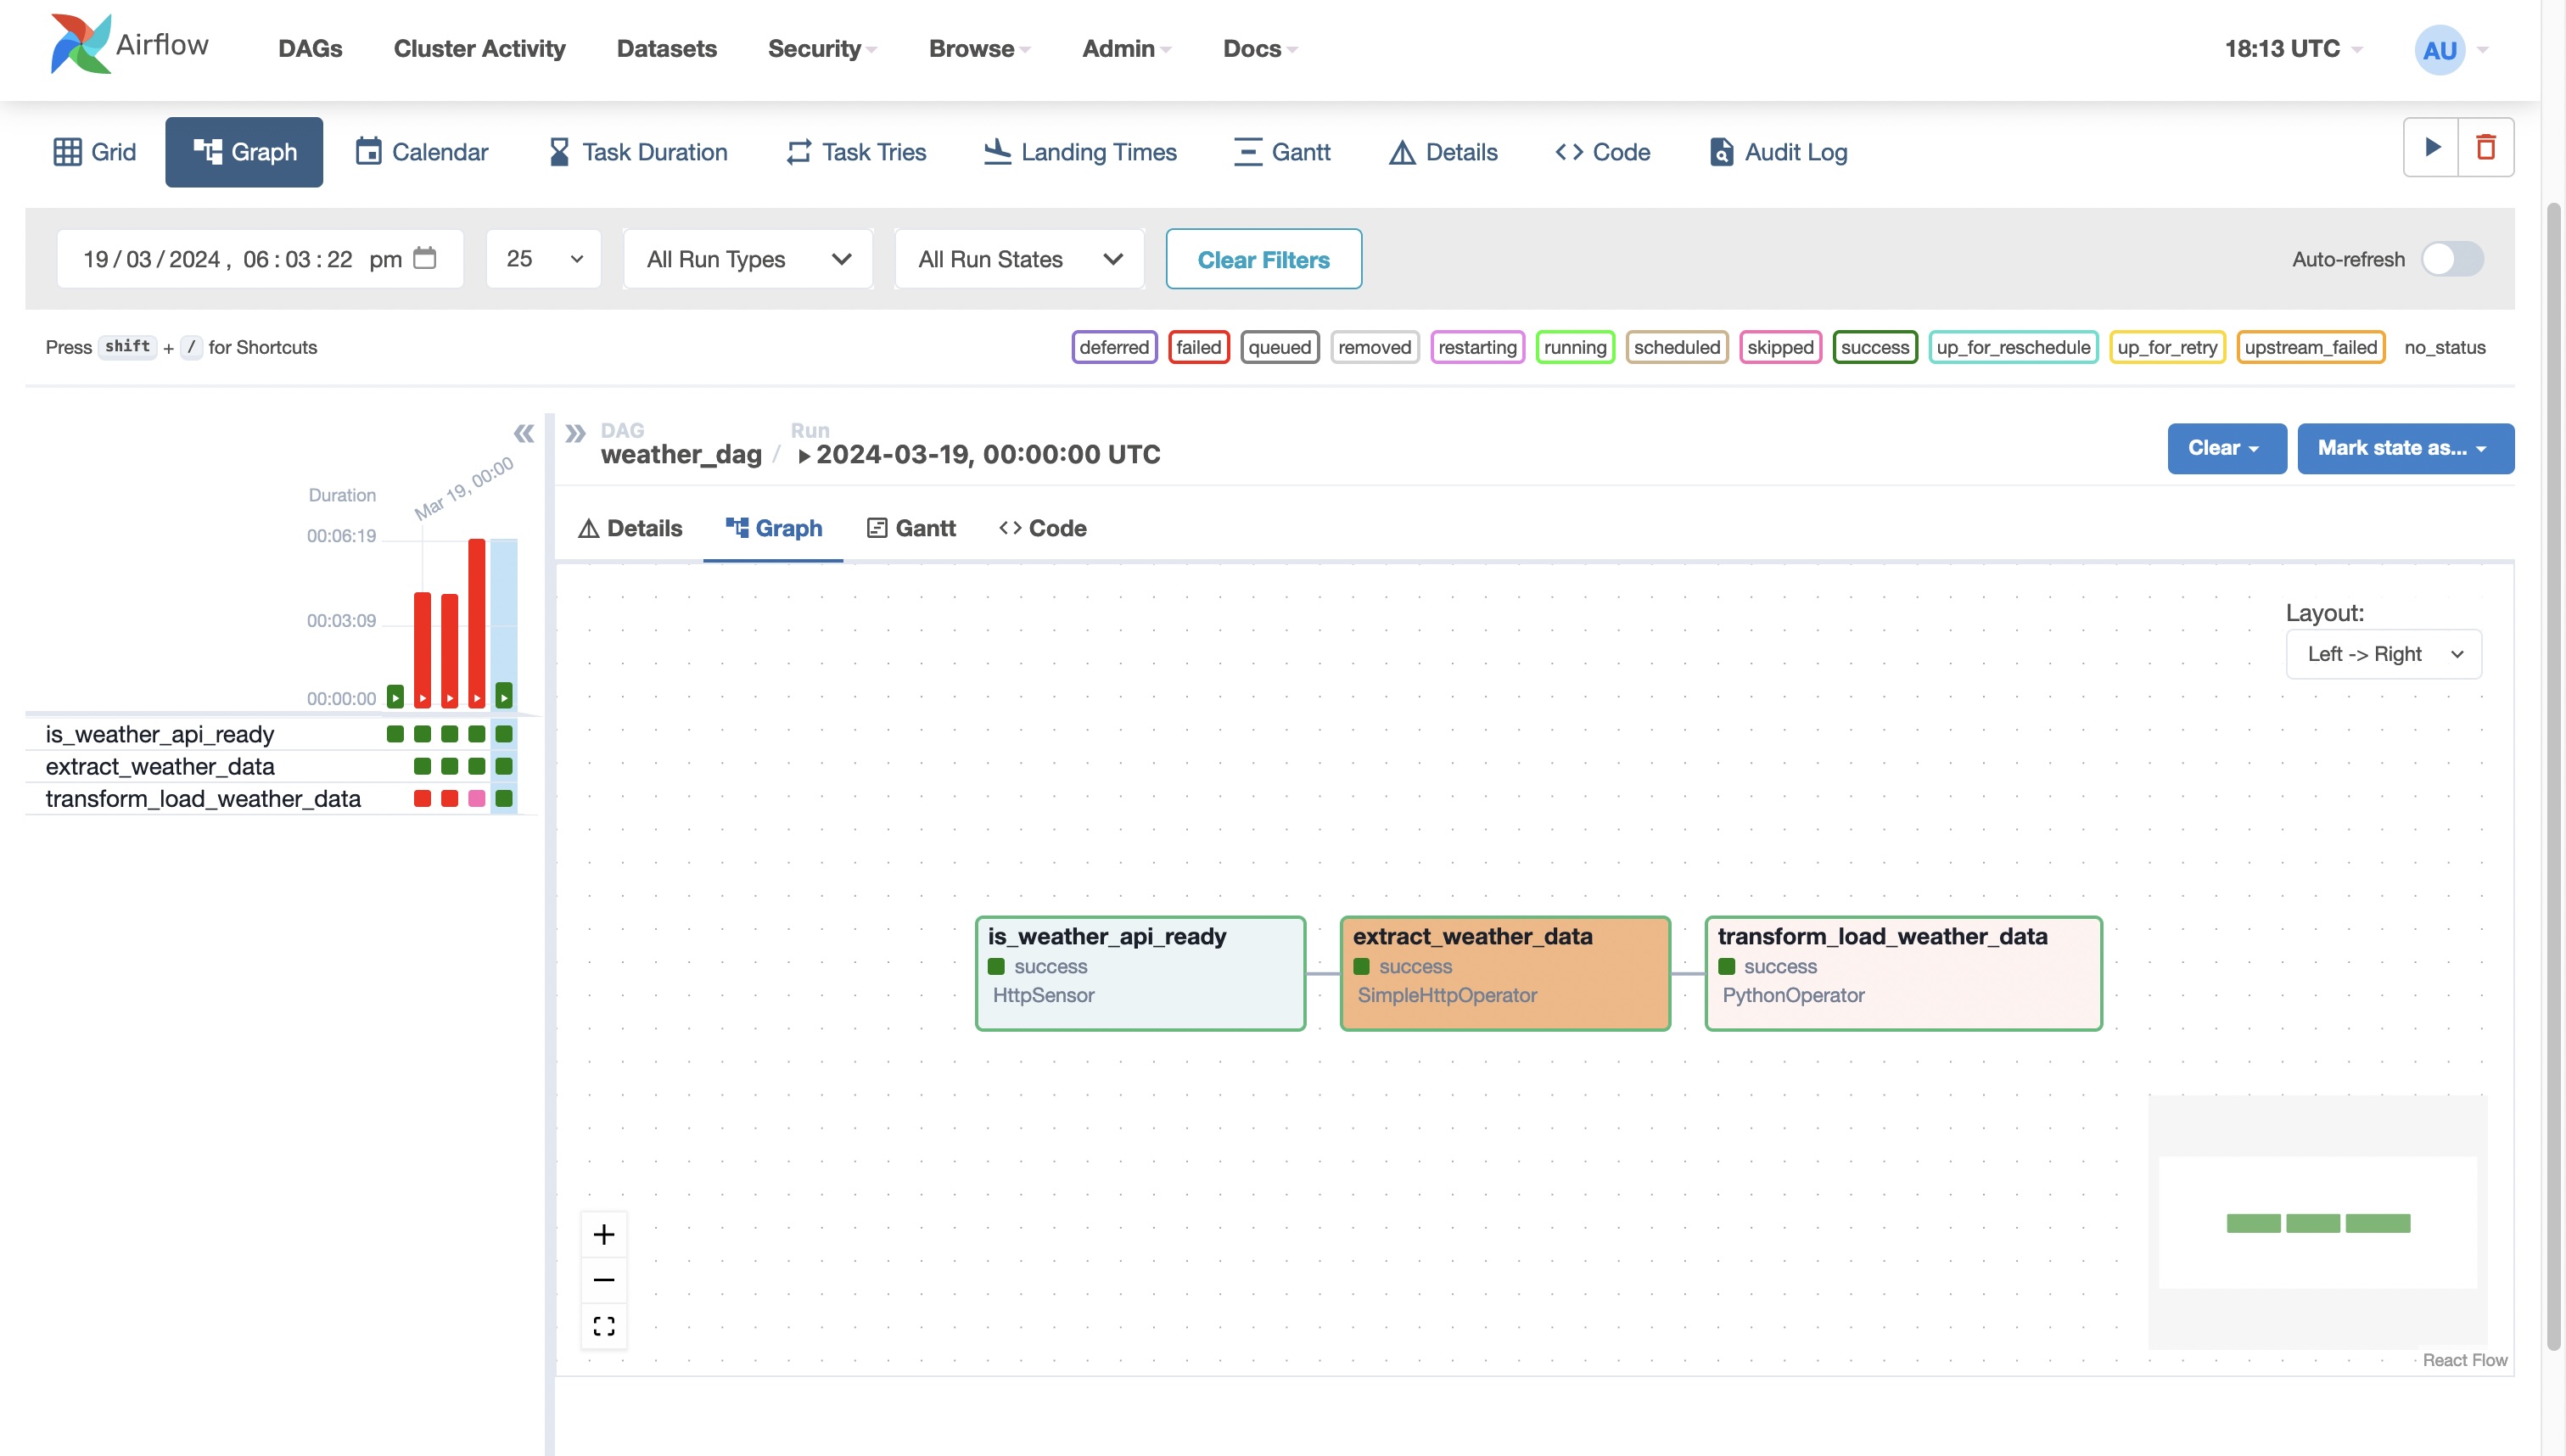 Airflow DAGs Cluster Activity Datasets Security Browse Admin Docs 18:13 UTC AU
Grid Graph Calendar Task Duration Task Tries Landing Times Gantt Details Code Audit Log
19/03/2024, 06:03:22 pm 25 All Run Types All Run States Clear Filters Auto-refresh
Press shift + / for Shortcuts deferred failed queued removed restarting running scheduled skipped success up_for_reschedule up_for_retry upstream_failed no_status
DAG Run
weather_dag / 2024-03-19, 00:00:00 UTC Clear Mark state as...
Mar 19, 00:00
Duration
00:06:19
00:03:09
00:00:00
is_weather_api_ready
extract_weather_data
transform_load_weather_data
Details Graph Gantt Code
Layout:
Left -> Right
is_weather_api_ready
success
HttpSensor
extract_weather_data
success
SimpleHttpOperator
transform_load_weather_data
success
PythonOperator
React Flow